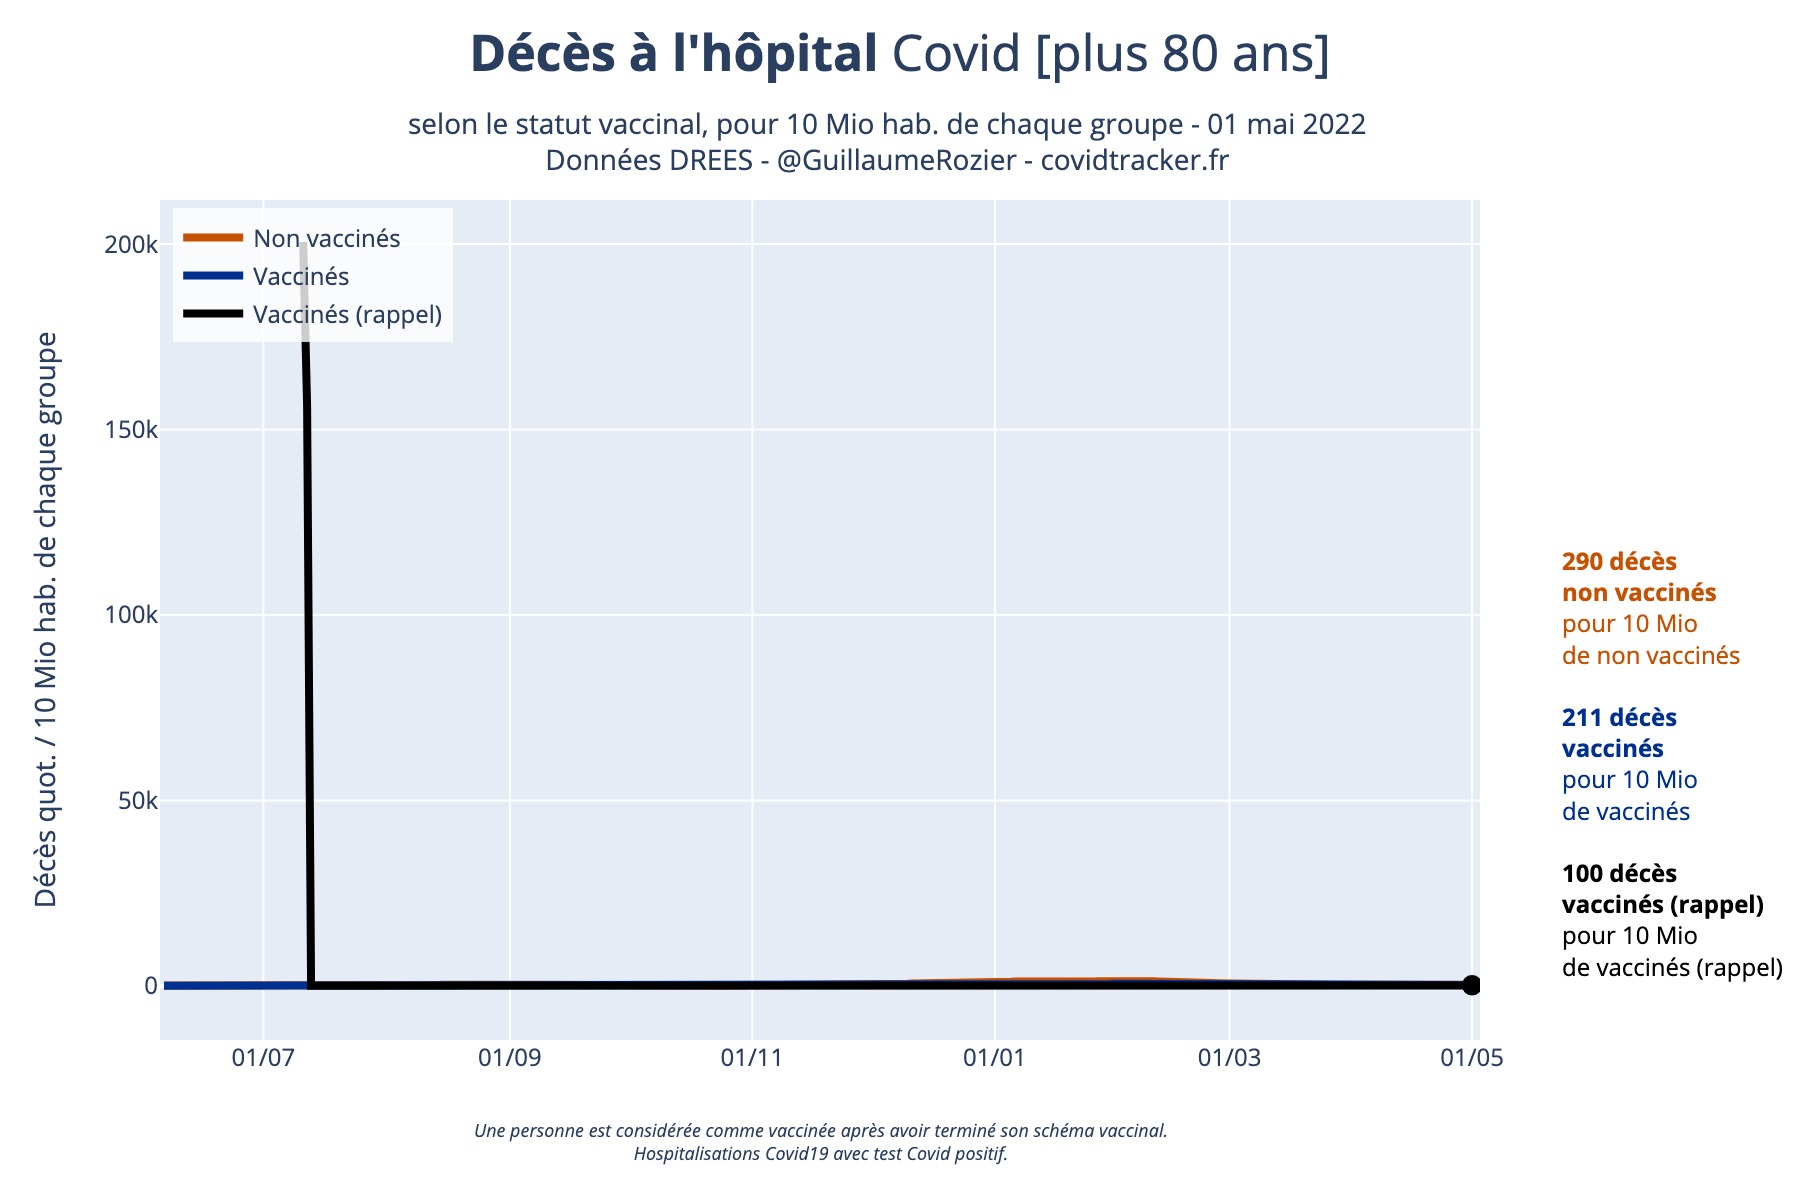 Décès à l'hôpital Covid [plus 80 ans]
selon le statut vaccinal, pour 10 Mio hab. de chaque groupe - 01 mai 2022
Données DREES - @GuillaumeRozier - covidtracker.fr
Non vaccinés
Vaccinés
Vaccinés (rappel)
Décès quot. / 10 Mio hab. de chaque groupe
200k
150k
100k
50k
0
01/07
01/09
01/11
01/01
01/03
01/05
290 décès
non vaccinés
pour 10 Mio
de non vaccinés
211 décès
vaccinés
pour 10 Mio
de vaccinés
100 décès
vaccinés (rappel)
pour 10 Mio
de vaccinés (rappel)
Une personne est considérée comme vaccinée après avoir terminé son schéma vaccinal.
Hospitalisations Covid19 avec test Covid positif.